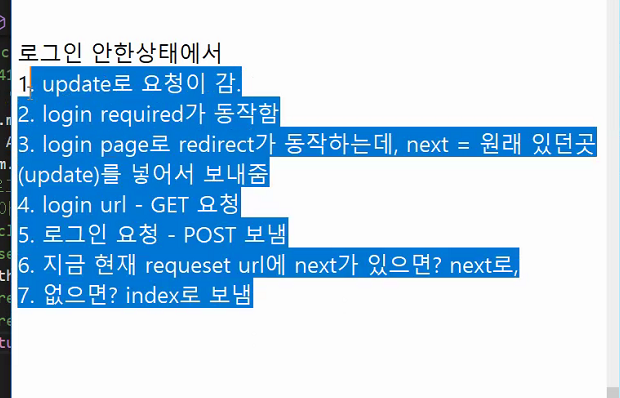 로그인 안한상태에서
1. update로 요청이 감.
2. login required가 동작함
3. login page로 redirect가 동작하는데, next = 원래 있던곳
(update)를 넣어서 보내줌
4. login url - GET 요청
5. 로그인 요청 - POST 보냄
6. 지금 현재 requeset url에 next가 있으면? next로,
7. 없으면? index로 보냄